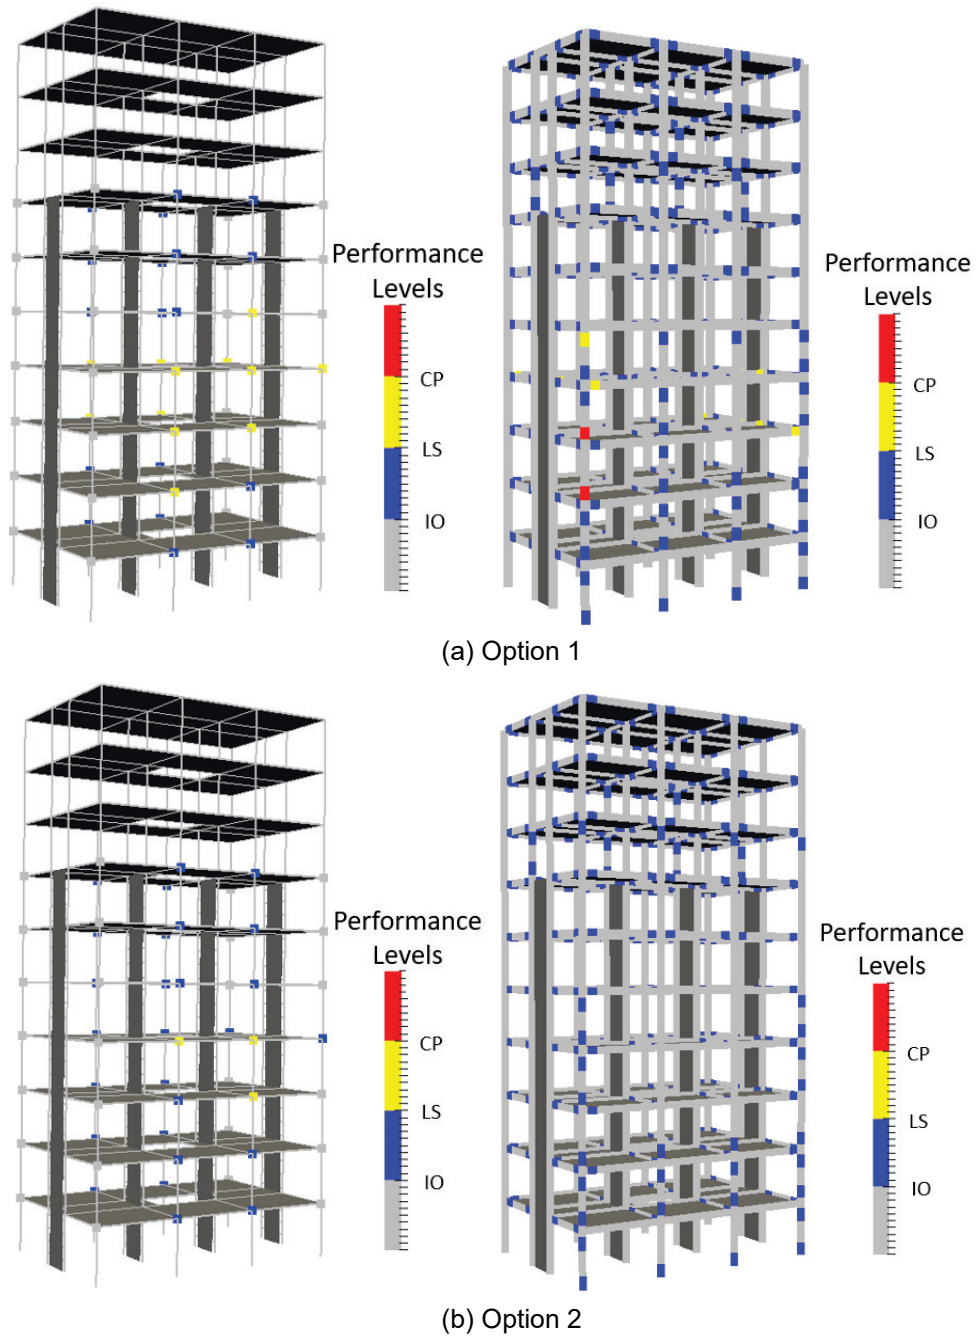 Performance
Levels
CP
LS
IO
Performance
Levels
CP
LS
IO
(a) Option 1
Performance
Levels
CP
LS
IO
Performance
Levels
CP
LS
IO
(b) Option 2